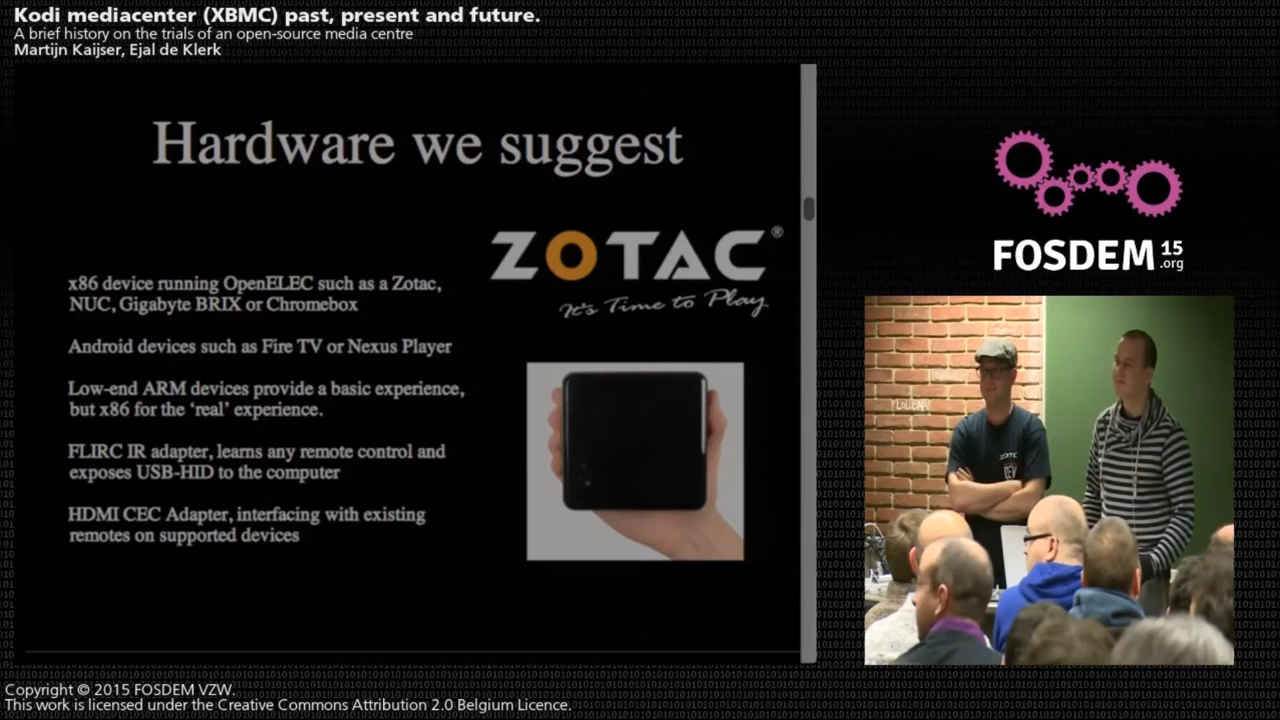 Kodi mediacenter (XBMC) past, present and future.
A brief history on the trials of an open-source media centre
Martijn Kaijser, Ejal de Klerk
Hardware we suggest
ZOTAC®
It's Time to Play.
x86 device running OpenELEC such as a Zotac,
NUC, Gigabyte BRIX or Chromebox
Android devices such as Fire TV or Nexus Player
Low-end ARM devices provide a basic experience,
but x86 for the ‘real’ experience.
FLIRC IR adapter, learns any remote control and
exposes USB-HID to the computer
HDMI CEC Adapter, interfacing with existing
remotes on supported devices
FOSDEM 15
.org
DEV
Copyright © 2015 FOSDEM VZW.
This work is licensed under the Creative Commons Attribution 2.0 Belgium Licence.